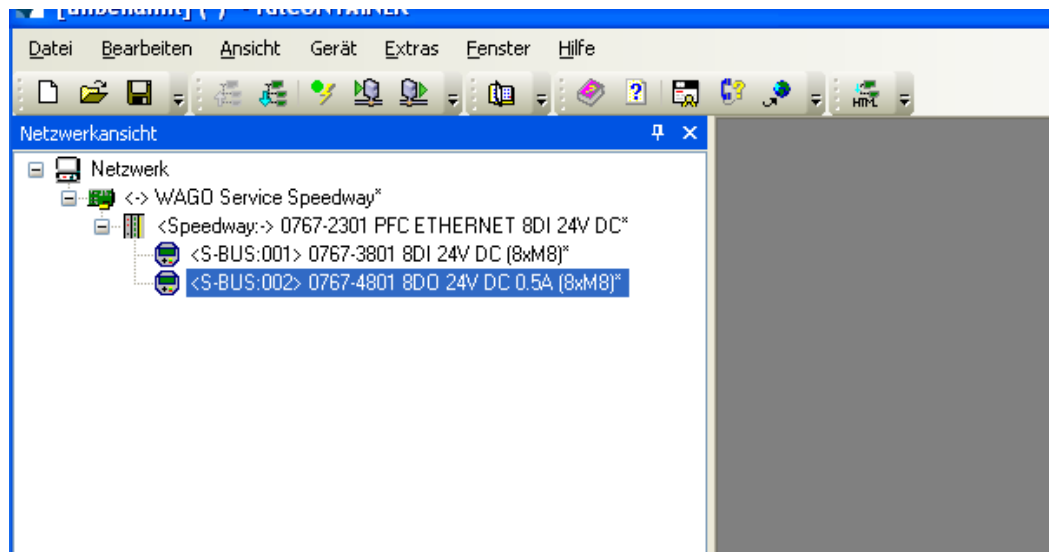 Datei Bearbeiten Ansicht Gerät Extras Fenster Hilfe
HTML
Netzwerkansicht
Netzwerk
<-> WAGO Service Speedway*
<Speedway:-> 0767-2301 PFC ETHERNET 8DI 24V DC*
<S-BUS:001> 0767-3801 8DI 24V DC (8xM8)*
<S-BUS:002> 0767-4801 8DO 24V DC 0.5A (8xM8)*